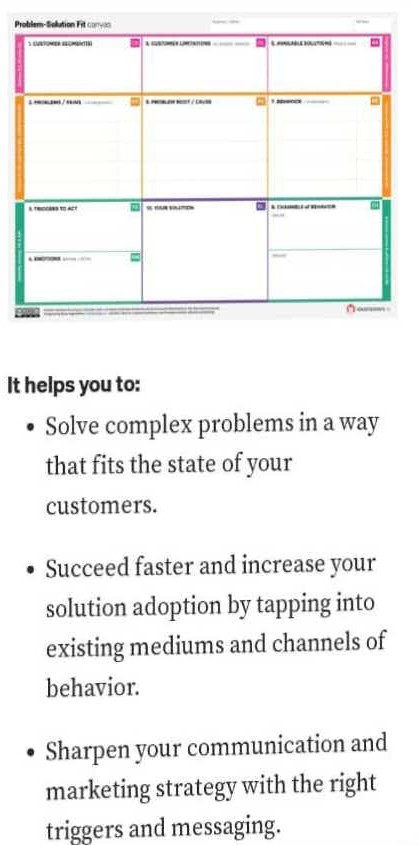 Problem-Solution Fit canvas
1. CUSTOMER SEGMENT(S)
6. CUSTOMER LIMITATIONS
5. AVAILABLE SOLUTIONS
2. PROBLEMS / PAINS
9. PROBLEM ROOT / CAUSE
7. BEHAVIOR
3. TRIGGERS TO ACT
10. YOUR SOLUTION
8. CHANNELS of BEHAVIOR
4. EMOTIONS
It helps you to:
• Solve complex problems in a way
that fits the state of your
customers.
• Succeed faster and increase your
solution adoption by tapping into
existing mediums and channels of
behavior.
• Sharpen your communication and
marketing strategy with the right
triggers and messaging.